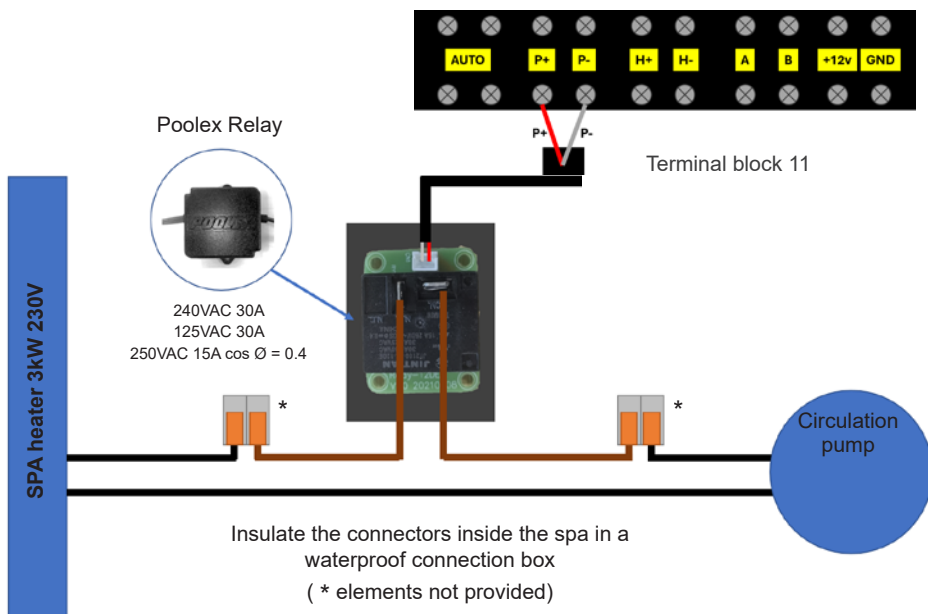 AUTO P+ P- H+ H- A B +12v GND
P+ P-
Poolex Relay
Terminal block 11
POOLEX
240VAC 30A
125VAC 30A
250VAC 15A cos Ø = 0.4
SPA heater 3kW 230V
*
*
Circulation
pump
Insulate the connectors inside the spa in a
waterproof connection box
( * elements not provided)